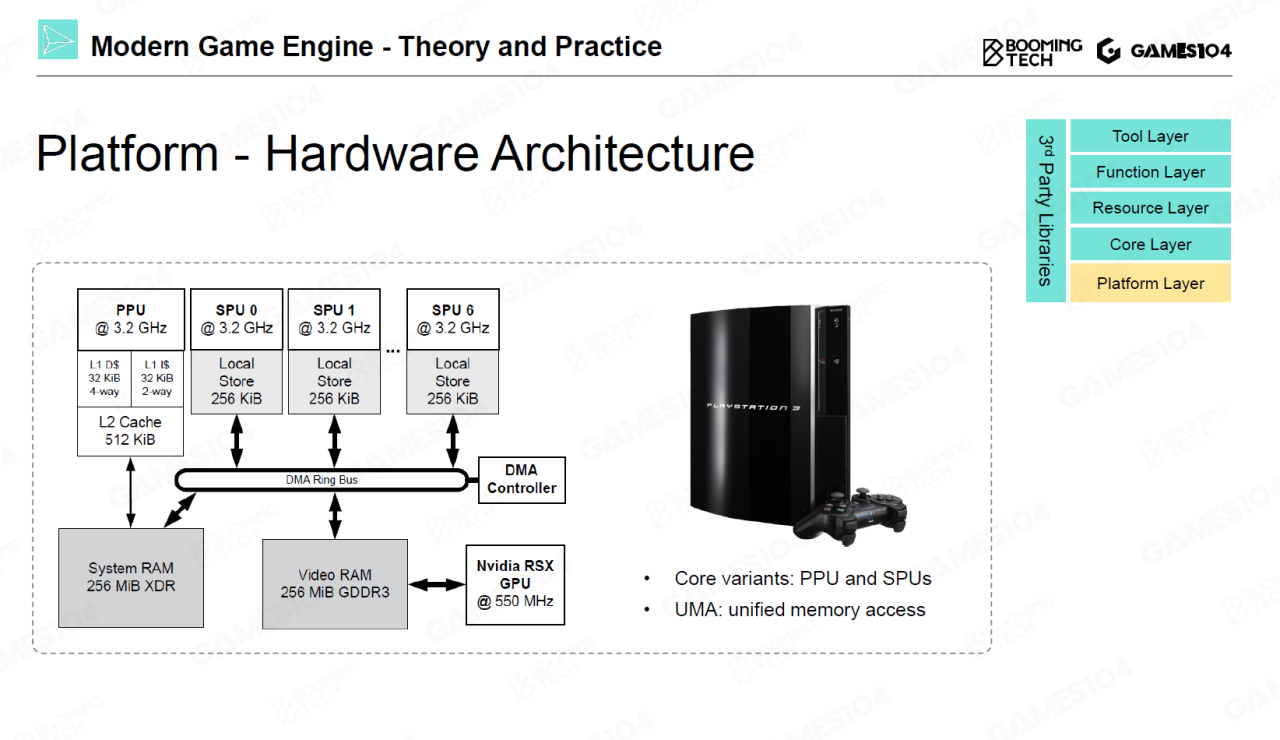 Modern Game Engine - Theory and Practice
BOOMING
TECH
GAMES104
Platform - Hardware Architecture
3rd Party Libraries
Tool Layer
Function Layer
Resource Layer
Core Layer
Platform Layer
PPU
@ 3.2 GHz
L1 D$
32 KiB
4-way
L1 I$
32 KiB
2-way
L2 Cache
512 KiB
SPU 0
@ 3.2 GHz
Local
Store
256 KiB
SPU 1
@ 3.2 GHz
Local
Store
256 KiB
...
SPU 6
@ 3.2 GHz
Local
Store
256 KiB
DMA Ring Bus
DMA
Controller
System RAM
256 MiB XDR
Video RAM
256 MiB GDDR3
Nvidia RSX
GPU
@ 550 MHz
PLAYSTATION 3
• Core variants: PPU and SPUs
• UMA: unified memory access